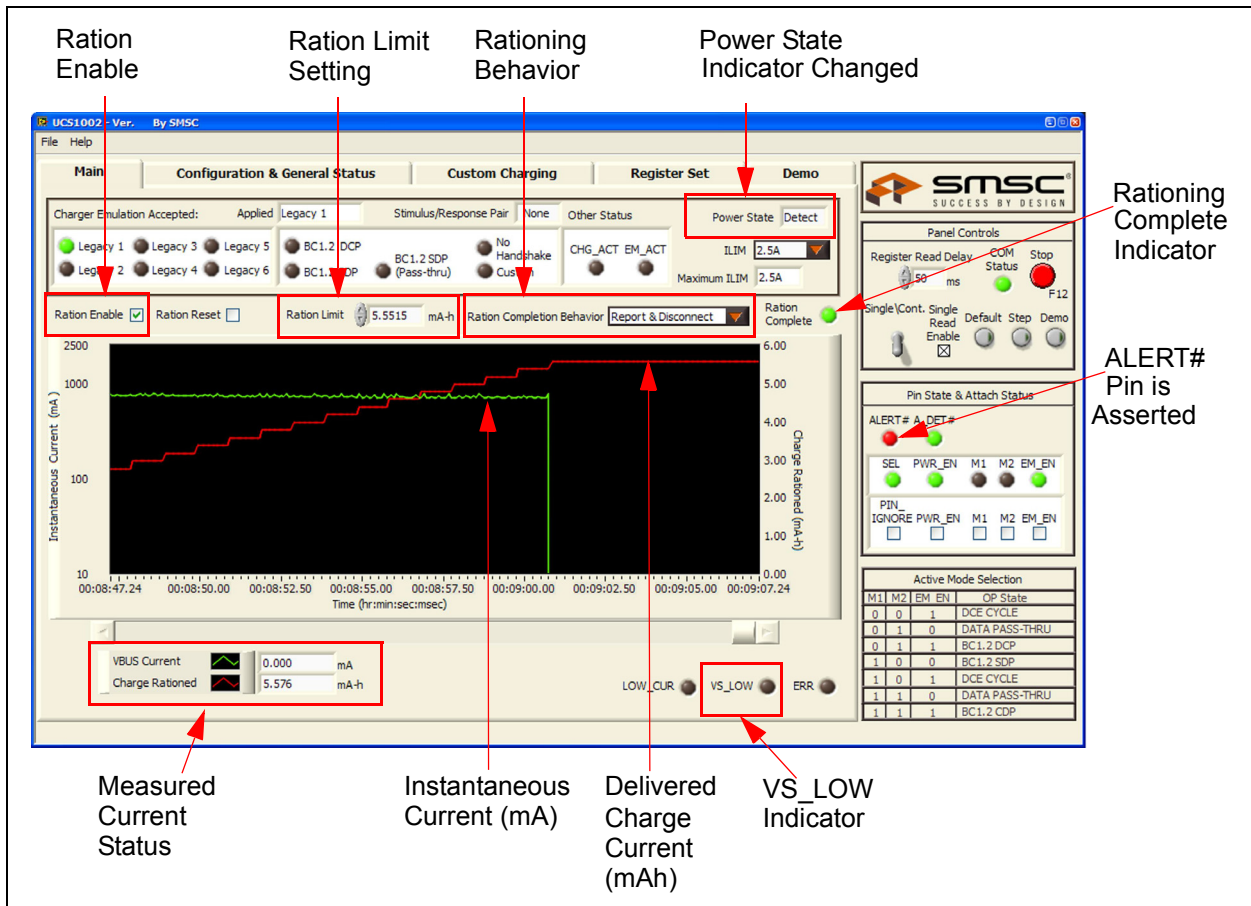 Ration
Enable
Ration Limit
Setting
Rationing
Behavior
Power State
Indicator Changed
UCS1002 - Ver. By SMSC
File Help
Main
Configuration & General Status
Custom Charging
Register Set
Demo
Charger Emulation Accepted:
Applied Legacy 1
Stimulus/Response Pair None
Other Status
Power State Detect
Legacy 1 Legacy 3 Legacy 5
Legacy 2 Legacy 4 Legacy 6
BC1.2 DCP
BC1.2 SDP
(Pass-thru)
No
Handshake
Custom
CHG_ACT EM_ACT
ILIM 2.5A
Maximum ILIM 2.5A
Ration Enable
Ration Reset
Ration Limit 5.5515 mA-h
Ration Completion Behavior Report & Disconnect
Ration
Complete
SMSC®
SUCCESS BY DESIGN
Panel Controls
Register Read Delay
50 ms
COM
Status
Stop
F12
Single\Cont.
Single
Read
Enable
Default Step Demo
Rationing
Complete
Indicator
Pin State & Attach Status
ALERT# A_DET#
SEL PWR_EN M1 M2 EM_EN
PIN_
IGNORE PWR_EN M1 M2 EM_EN
ALERT#
Pin is
Asserted
2500
1000
100
10
Instantaneous Current (mA)
6.00
5.00
4.00
3.00
2.00
1.00
0.00
Charge Rationed (mA-h)
00:08:47.24 00:08:50.00 00:08:52.50 00:08:55.00 00:08:57.50 00:09:00.00 00:09:02.50 00:09:05.00 00:09:07.24
Time (hr:min:sec:msec)
VBUS Current 0.000 mA
Charge Rationed 5.576 mA-h
LOW_CUR VS_LOW ERR
Active Mode Selection
M1 M2 EM_EN OP State
0 0 1 DCE CYCLE
0 1 0 DATA PASS-THRU
0 1 1 BC1.2 DCP
1 0 0 BC1.2 SDP
1 0 1 DCE CYCLE
1 1 0 DATA PASS-THRU
1 1 1 BC1.2 CDP
Measured
Current
Status
Instantaneous
Current (mA)
Delivered
Charge
Current
(mAh)
VS_LOW
Indicator